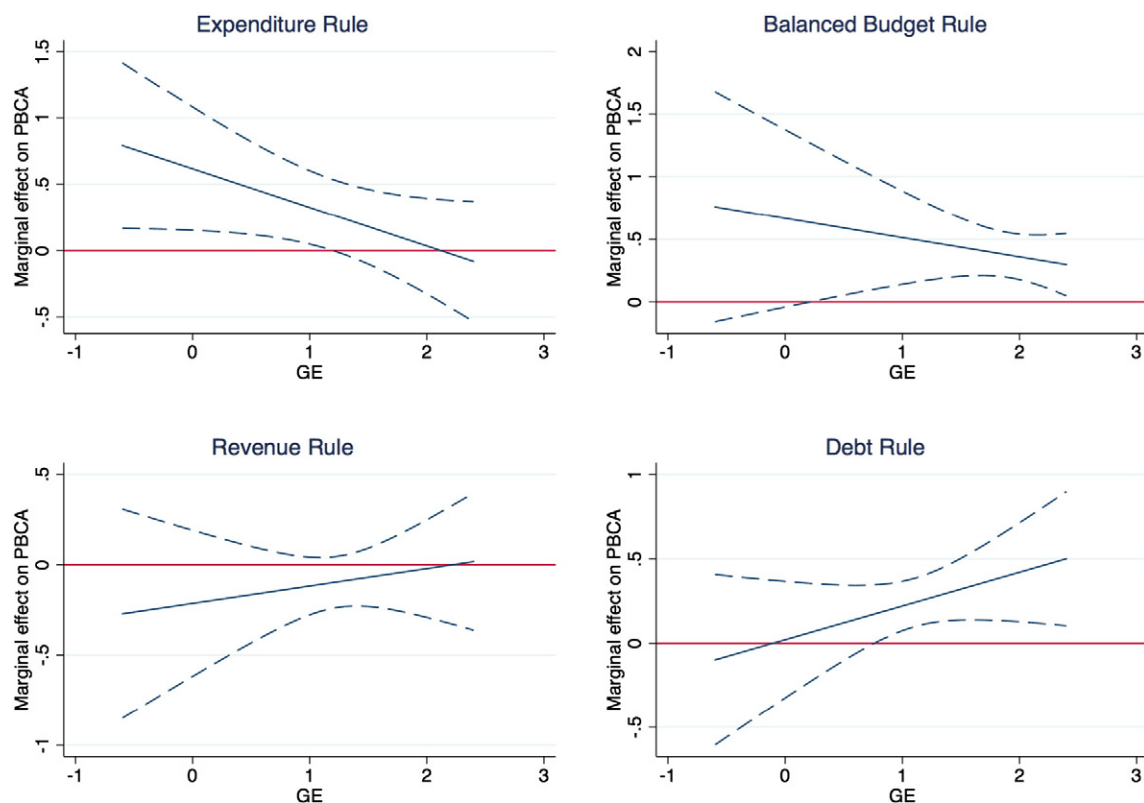 Expenditure Rule
Marginal effect on PBCA
1.5
1
.5
0
-.5
-1 0 1 2 3
GE
Balanced Budget Rule
Marginal effect on PBCA
2
1.5
1
.5
0
-1 0 1 2 3
GE
Revenue Rule
Marginal effect on PBCA
.5
0
-.5
-1
-1 0 1 2 3
GE
Debt Rule
Marginal effect on PBCA
1
.5
0
-.5
-1 0 1 2 3
GE